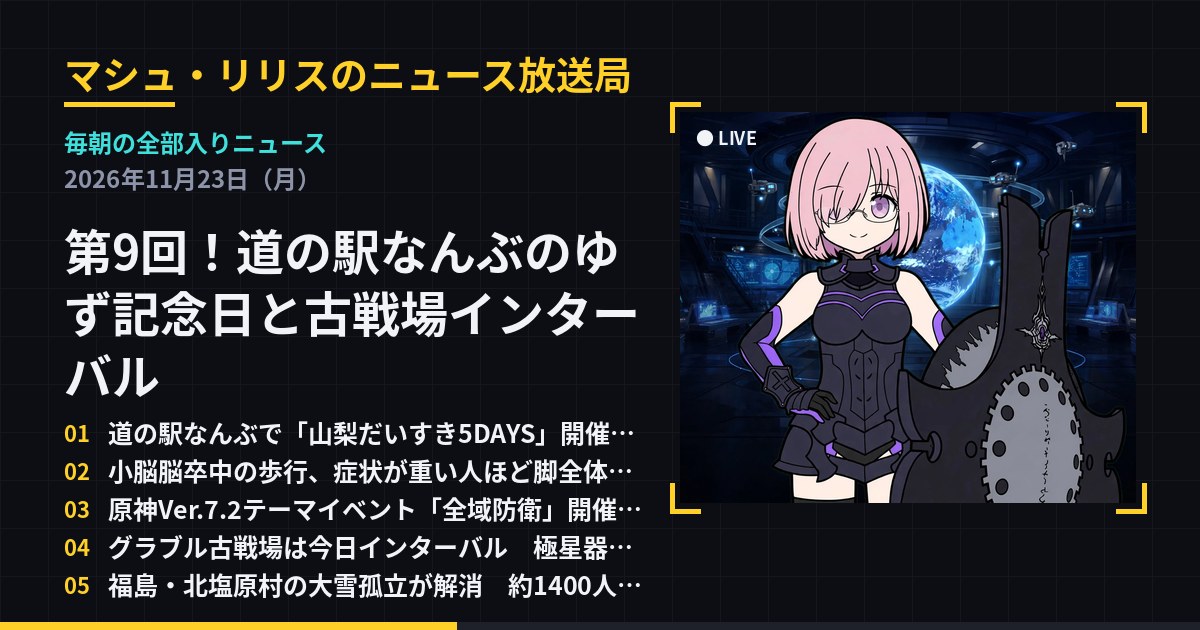 マシュ・リリスのニュース放送局
毎朝の全部入りニュース
2026年11月23日（月）
第9回！道の駅なんぶのゆ
ず記念日と古戦場インター
バル
01 道の駅なんぶで「山梨だいすき5DAYS」開催…
02 小脳脳卒中の歩行、症状が重い人ほど脚全体…
03 原神Ver.7.2テーマイベント「全域防衛」開催…
04 グラブル古戦場は今日インターバル　極星器…
05 福島・北塩原村の大雪孤立が解消　約1400人…
LIVE